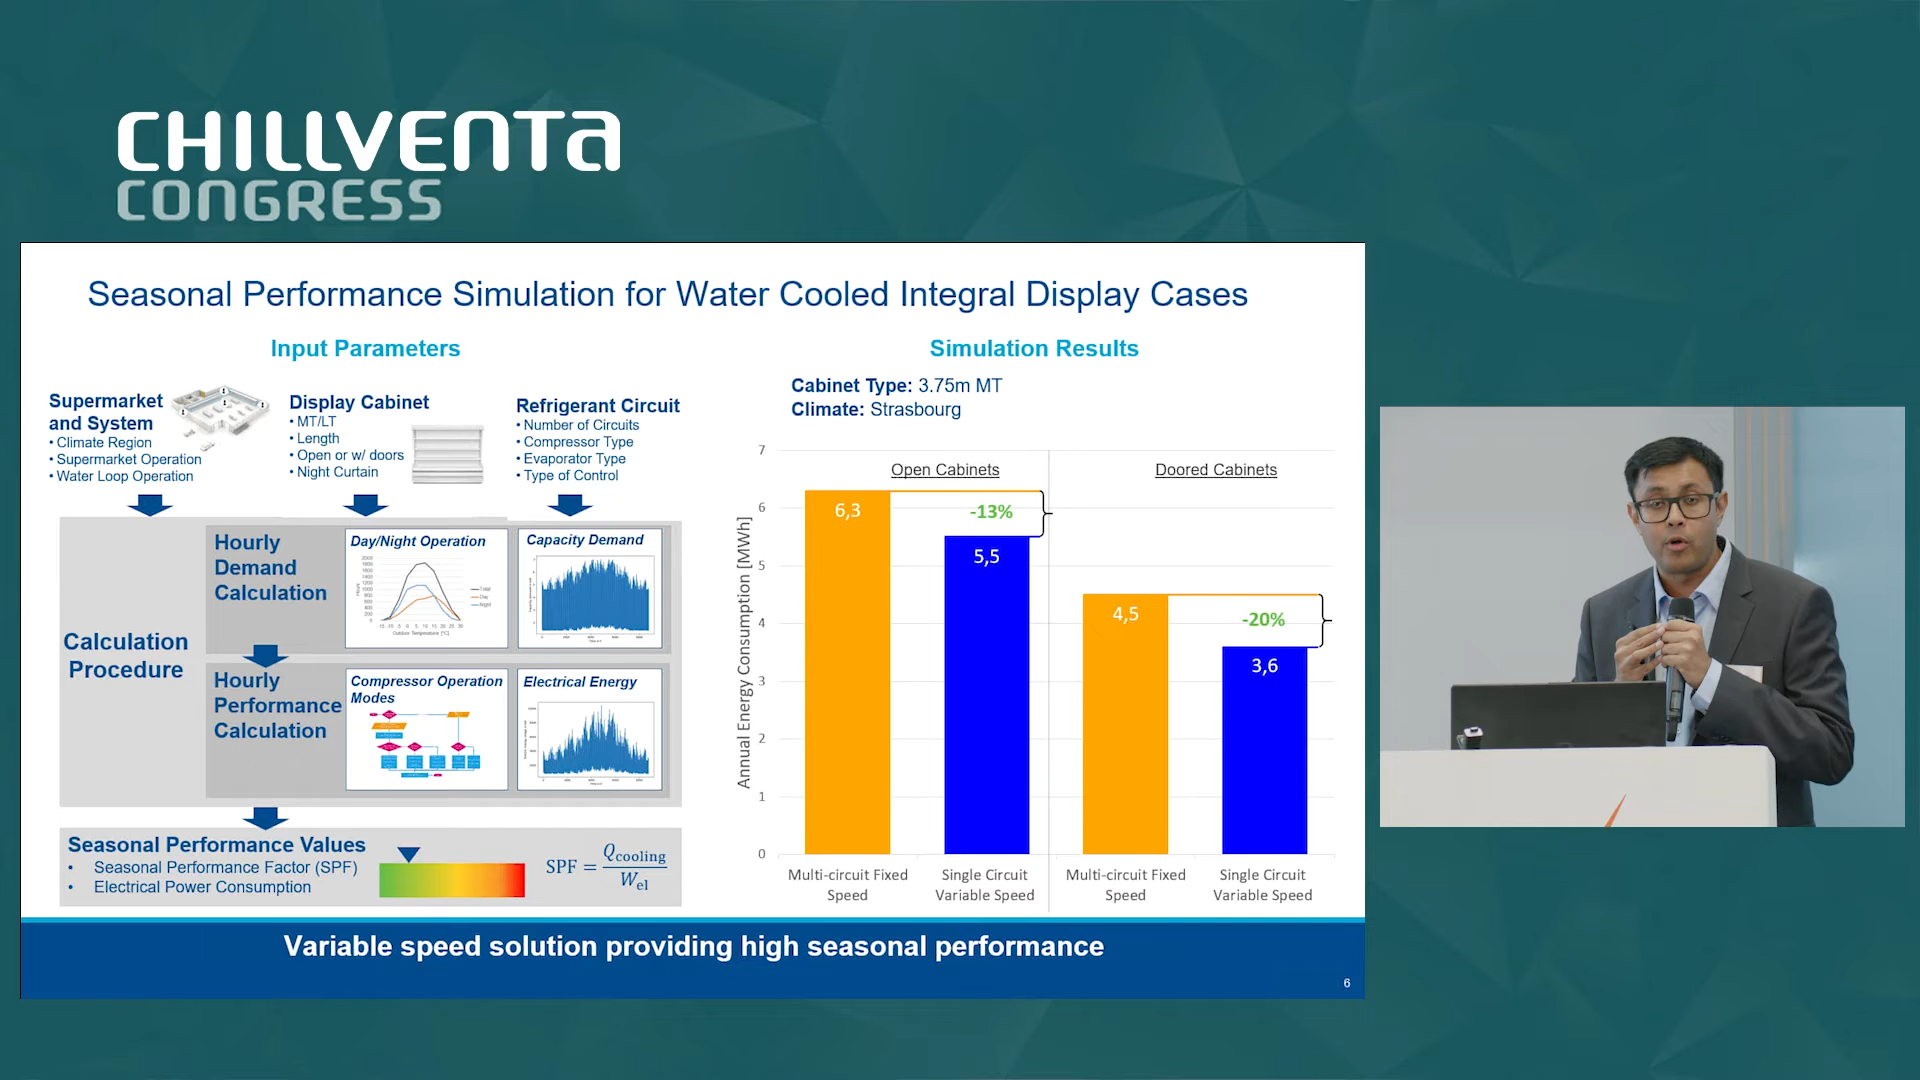 CHILLVENTA
CONGRESS
Seasonal Performance Simulation for Water Cooled Integral Display Cases
Input Parameters
Supermarket
and System
• Climate Region
• Supermarket Operation
• Water Loop Operation
Display Cabinet
• MT/LT
• Length
• Open or w/ doors
• Night Curtain
Refrigerant Circuit
• Number of Circuits
• Compressor Type
• Evaporator Type
• Type of Control
Calculation
Procedure
Hourly
Demand
Calculation
Day/Night Operation
Outdoor Temperature [°C]
Total
Day
Night
Capacity Demand
Hourly
Performance
Calculation
Compressor Operation
Modes
Electrical Energy
Seasonal Performance Values
• Seasonal Performance Factor (SPF)
• Electrical Power Consumption
SPF = Qcooling / Wel
Simulation Results
Cabinet Type: 3.75m MT
Climate: Strasbourg
Annual Energy Consumption [MWh]
7
6
5
4
3
2
1
0
Open Cabinets
Doored Cabinets
6,3
-13%
5,5
4,5
-20%
3,6
Multi-circuit Fixed
Speed
Single Circuit
Variable Speed
Multi-circuit Fixed
Speed
Single Circuit
Variable Speed
Variable speed solution providing high seasonal performance
6